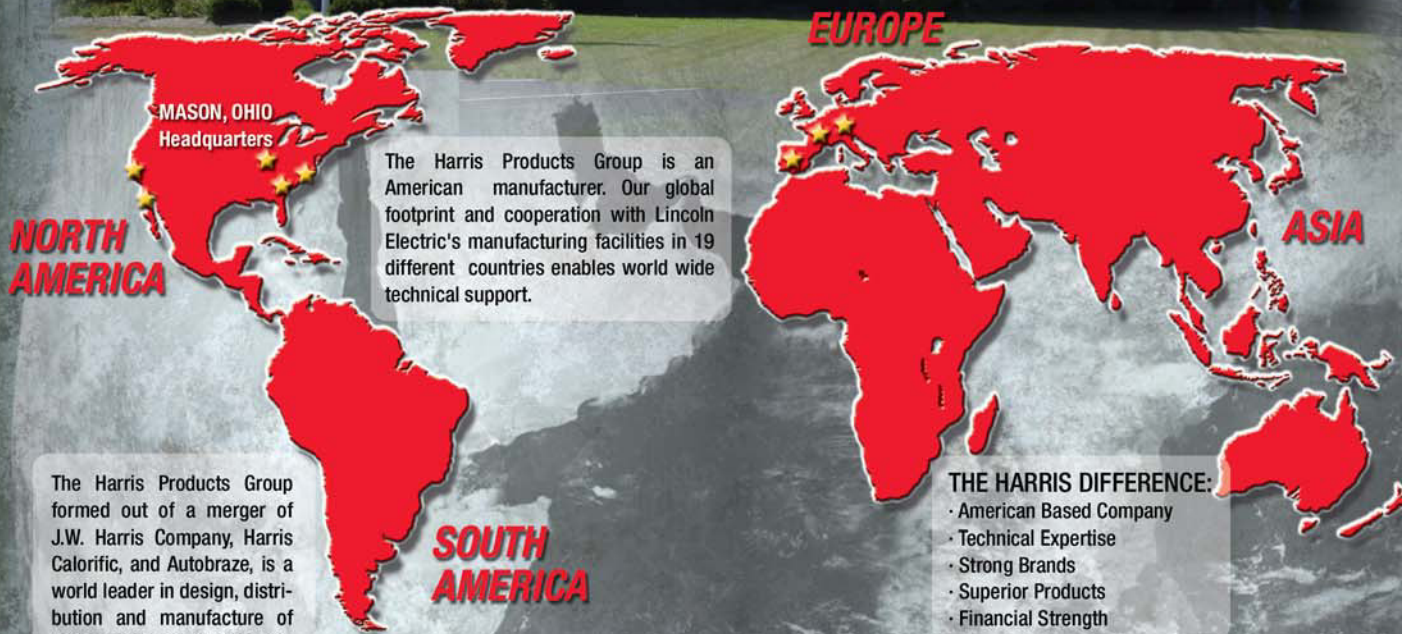 EUROPE
MASON, OHIO
Headquarters
The Harris Products Group is an
American manufacturer. Our global
footprint and cooperation with Lincoln
Electric's manufacturing facilities in 19
different countries enables world wide
technical support.
NORTH
AMERICA
ASIA
The Harris Products Group
formed out of a merger of
J.W. Harris Company, Harris
Calorific, and Autobraze, is a
world leader in design, distri-
bution and manufacture of
SOUTH
AMERICA
THE HARRIS DIFFERENCE:
· American Based Company
· Technical Expertise
· Strong Brands
· Superior Products
· Financial Strength